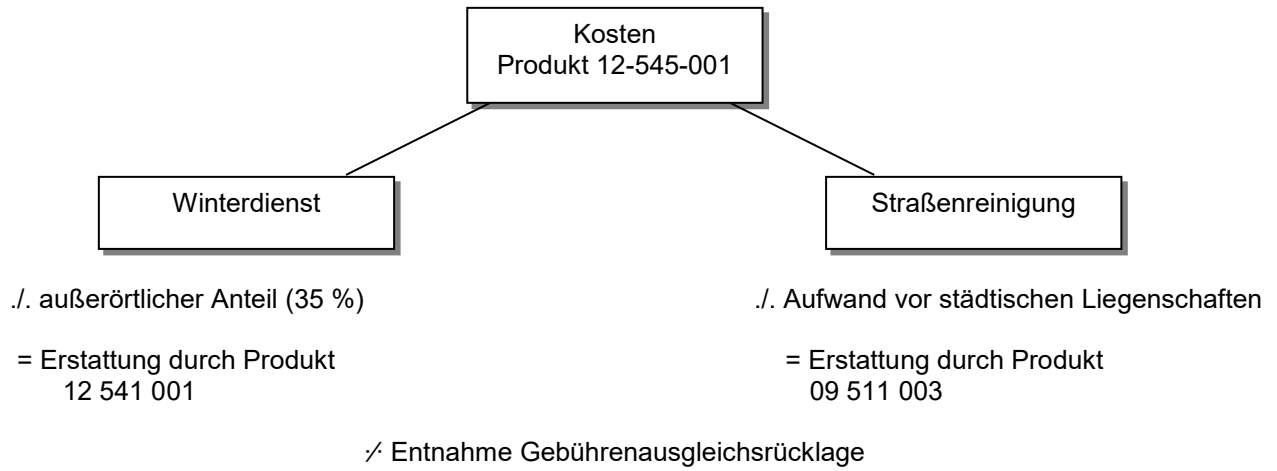 Kosten
Produkt 12-545-001
Winterdienst
Straßenreinigung
./. außerörtlicher Anteil (35 %)
./. Aufwand vor städtischen Liegenschaften
= Erstattung durch Produkt
12 541 001
= Erstattung durch Produkt
09 511 003
./. Entnahme Gebührenausgleichsrücklage